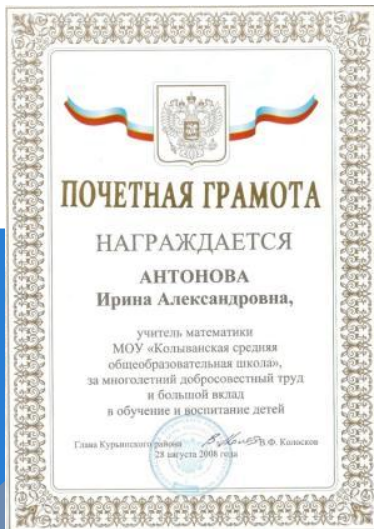 ПОЧЕТНАЯ ГРАМОТА
НАГРАЖДАЕТСЯ
АНТОНОВА
Ирина Александровна,
учитель математики
МОУ «Колыванская средняя
общеобразовательная школа»,
за многолетний добросовестный труд
и большой вклад
в обучение и воспитание детей
Глава Курьинского района В.Ф. Колосков
28 августа 2008 года